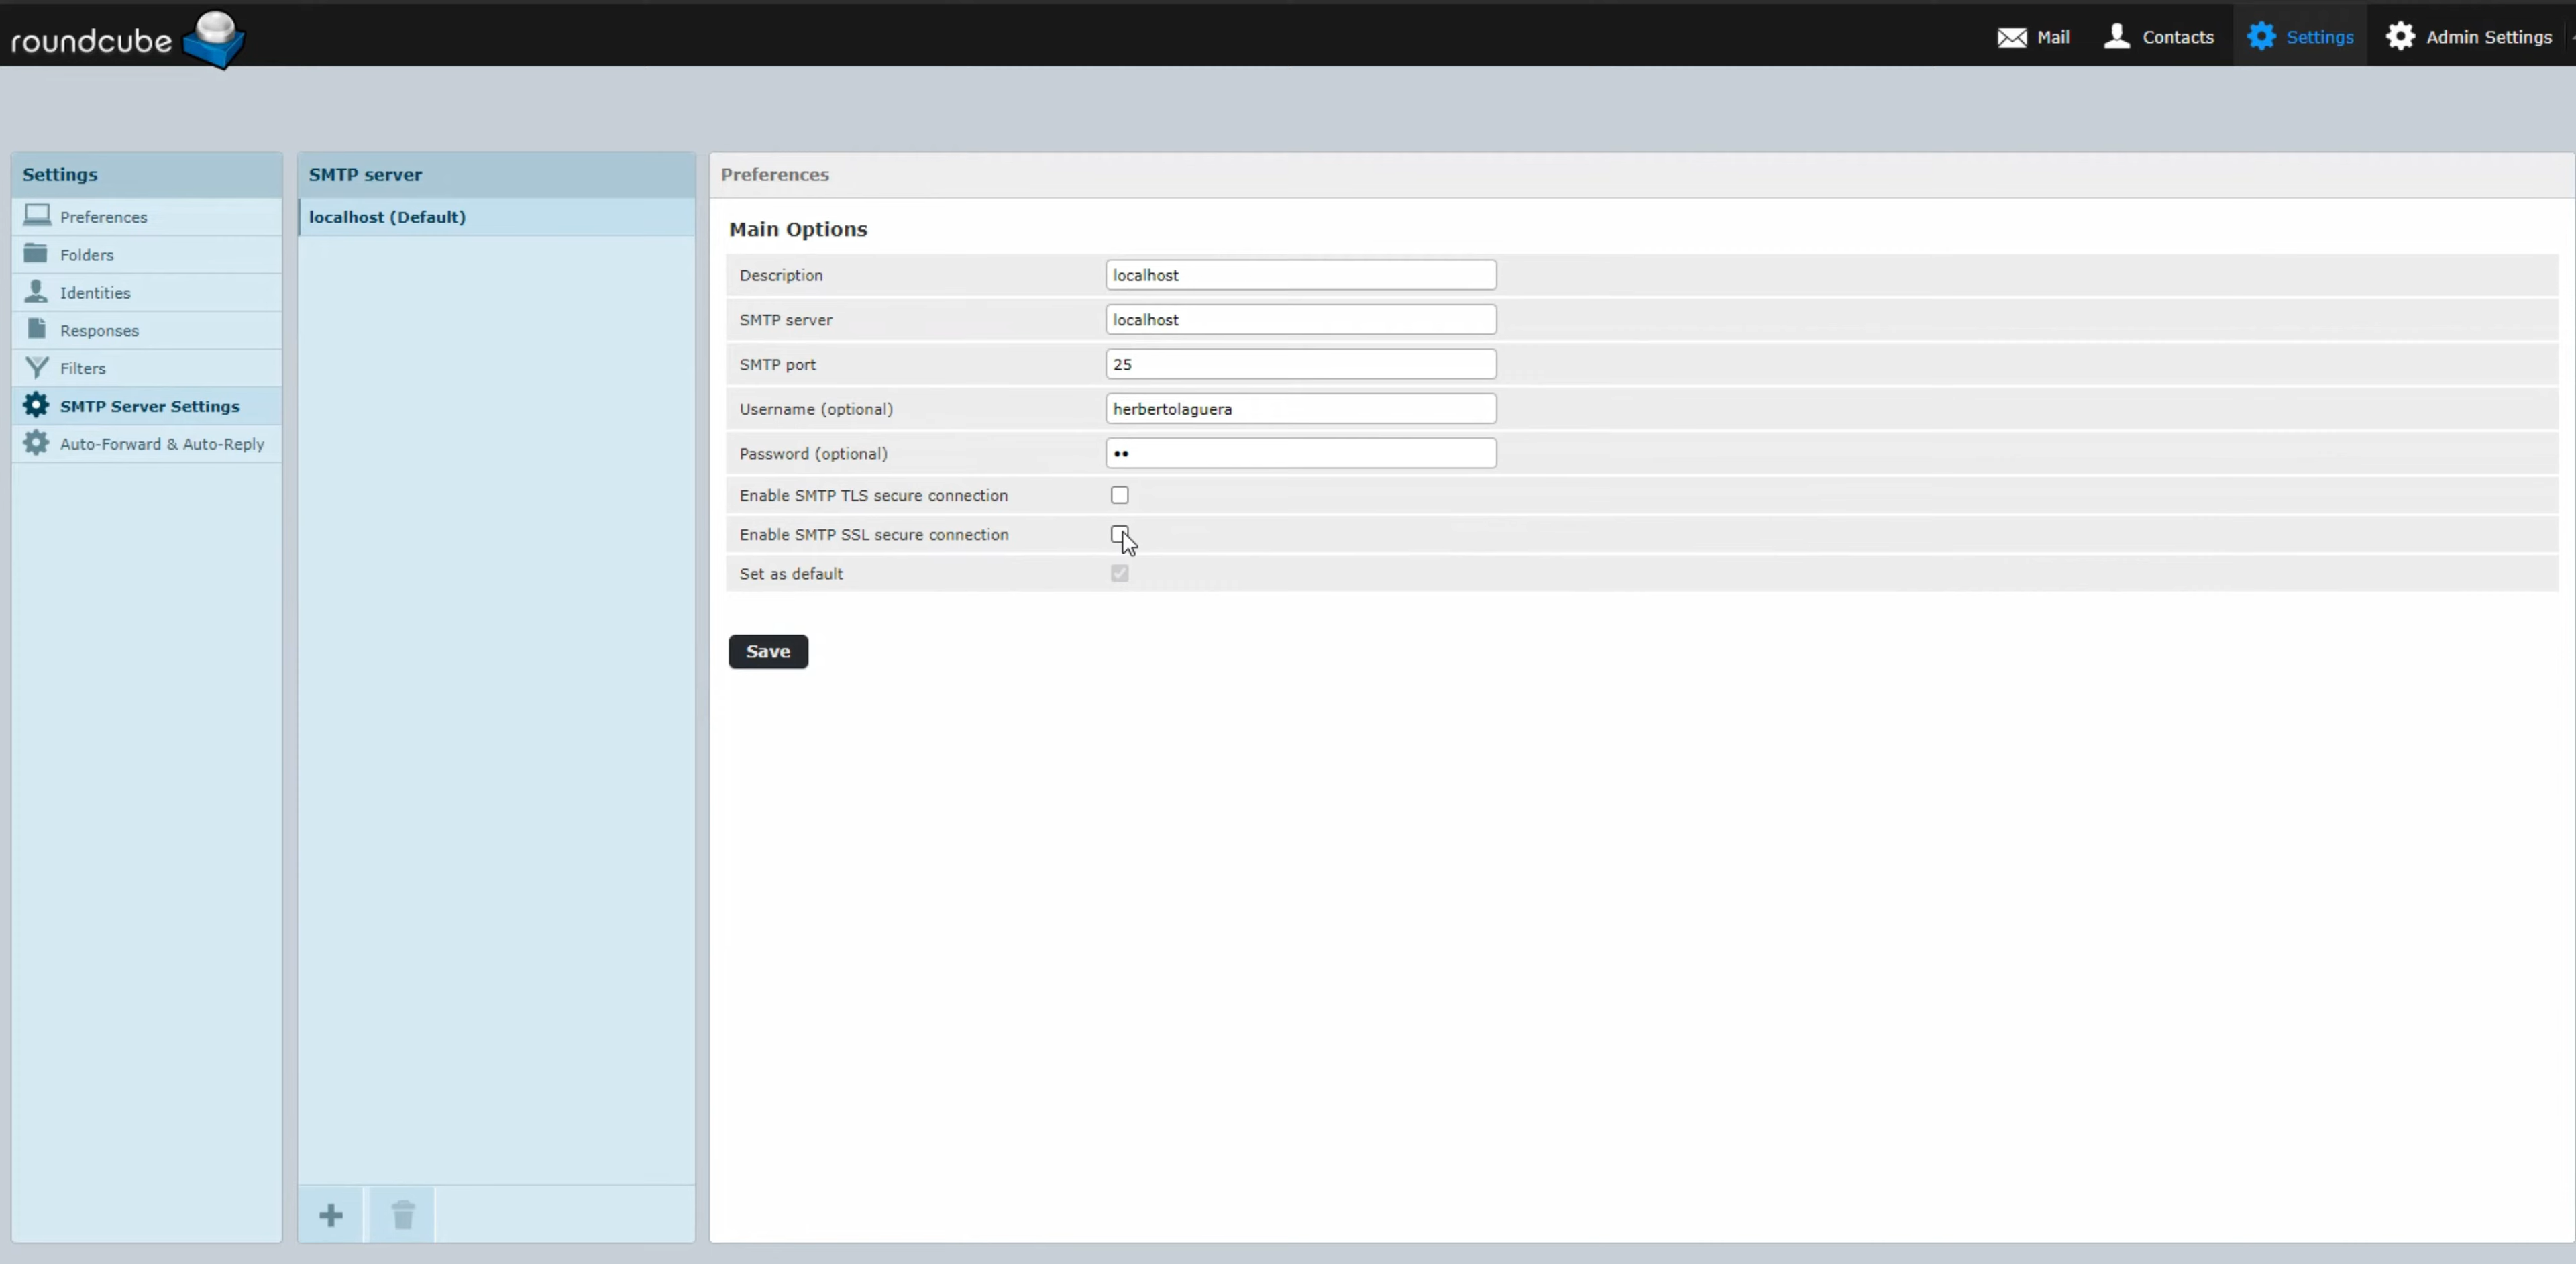 roundcube
Mail
Contacts
Settings
Admin Settings
Settings
Preferences
Folders
Identities
Responses
Filters
SMTP Server Settings
Auto-Forward & Auto-Reply
SMTP server
localhost (Default)
Preferences
Main Options
Description localhost
SMTP server localhost
SMTP port 25
Username (optional) herbertolaguera
Password (optional) ••
Enable SMTP TLS secure connection
Enable SMTP SSL secure connection
Set as default
Save